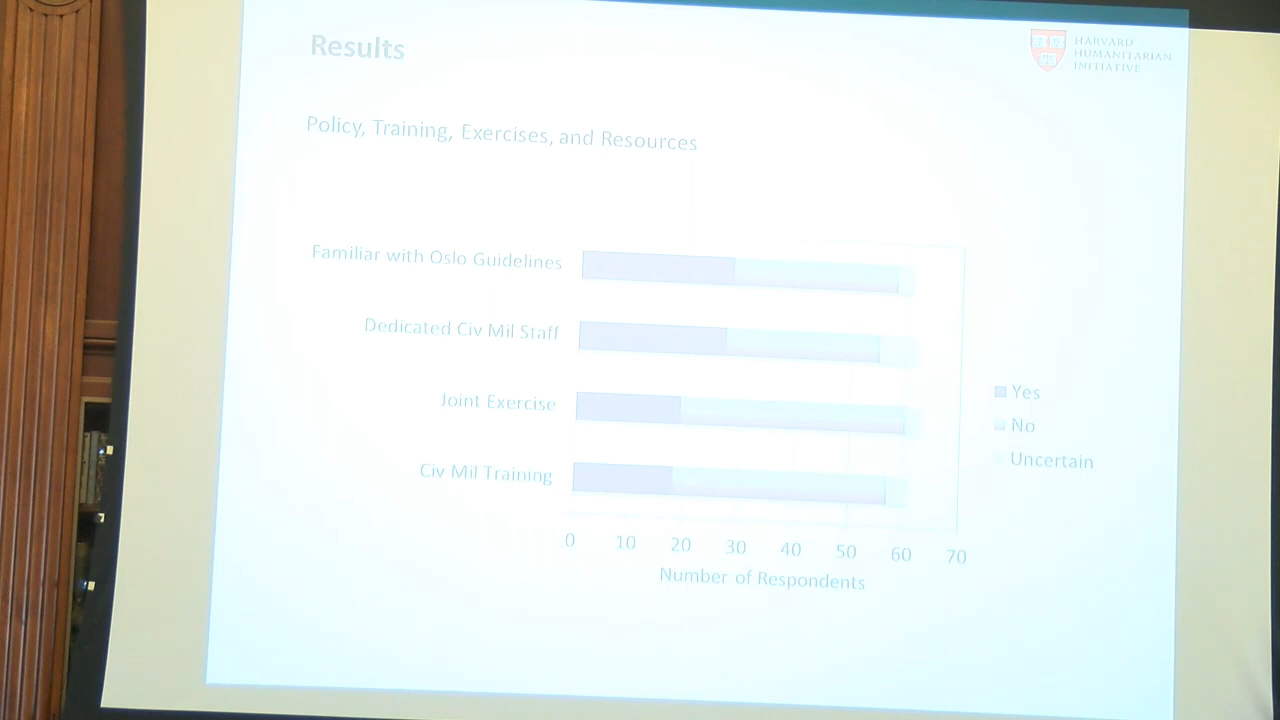 Results
HARVARD
HUMANITARIAN
INITIATIVE
Policy, Training, Exercises, and Resources
Familiar with Oslo Guidelines
Dedicated Civ Mil Staff
Joint Exercise
Civ Mil Training
Yes
No
Uncertain
0 10 20 30 40 50 60 70
Number of Respondents